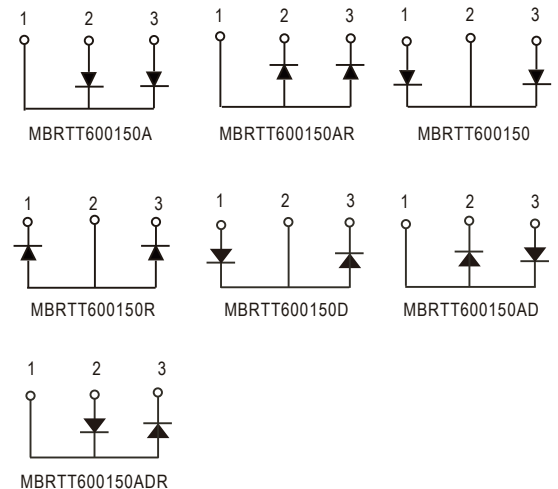 1 2 3 1 2 3 1 2 3
MBRTT600150A MBRTT600150AR MBRTT600150
1 2 3 1 2 3 1 2 3
MBRTT600150R MBRTT600150D MBRTT600150AD
1 2 3
MBRTT600150ADR